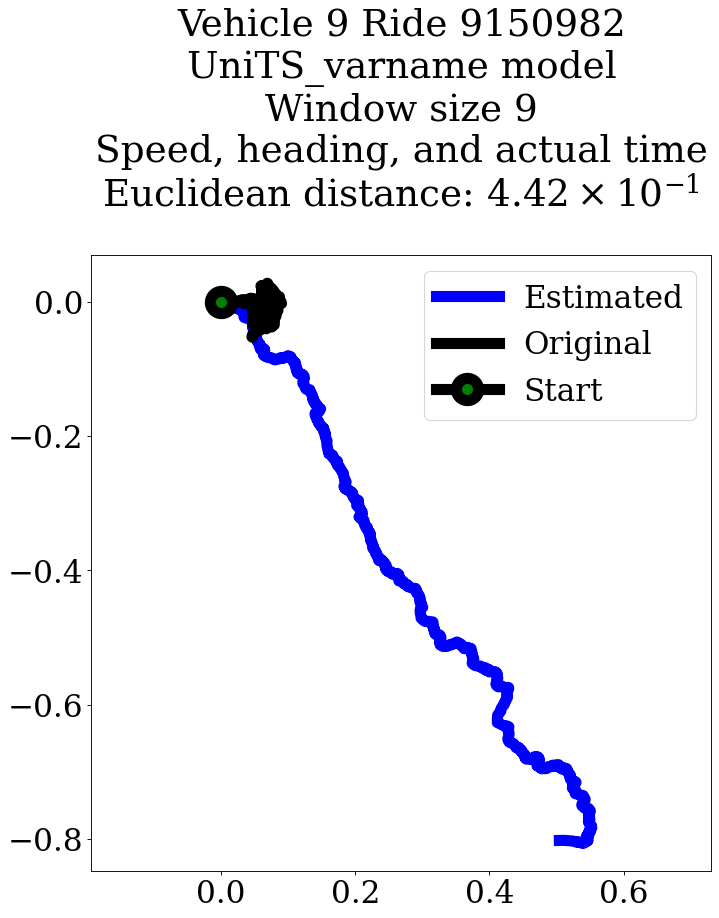 Vehicle 9 Ride 9150982
UniTS_varname model
Window size 9
Speed, heading, and actual time
Euclidean distance: 4.42 × 10⁻¹
Estimated
Original
Start
0.0
−0.2
−0.4
−0.6
−0.8
0.0 0.2 0.4 0.6